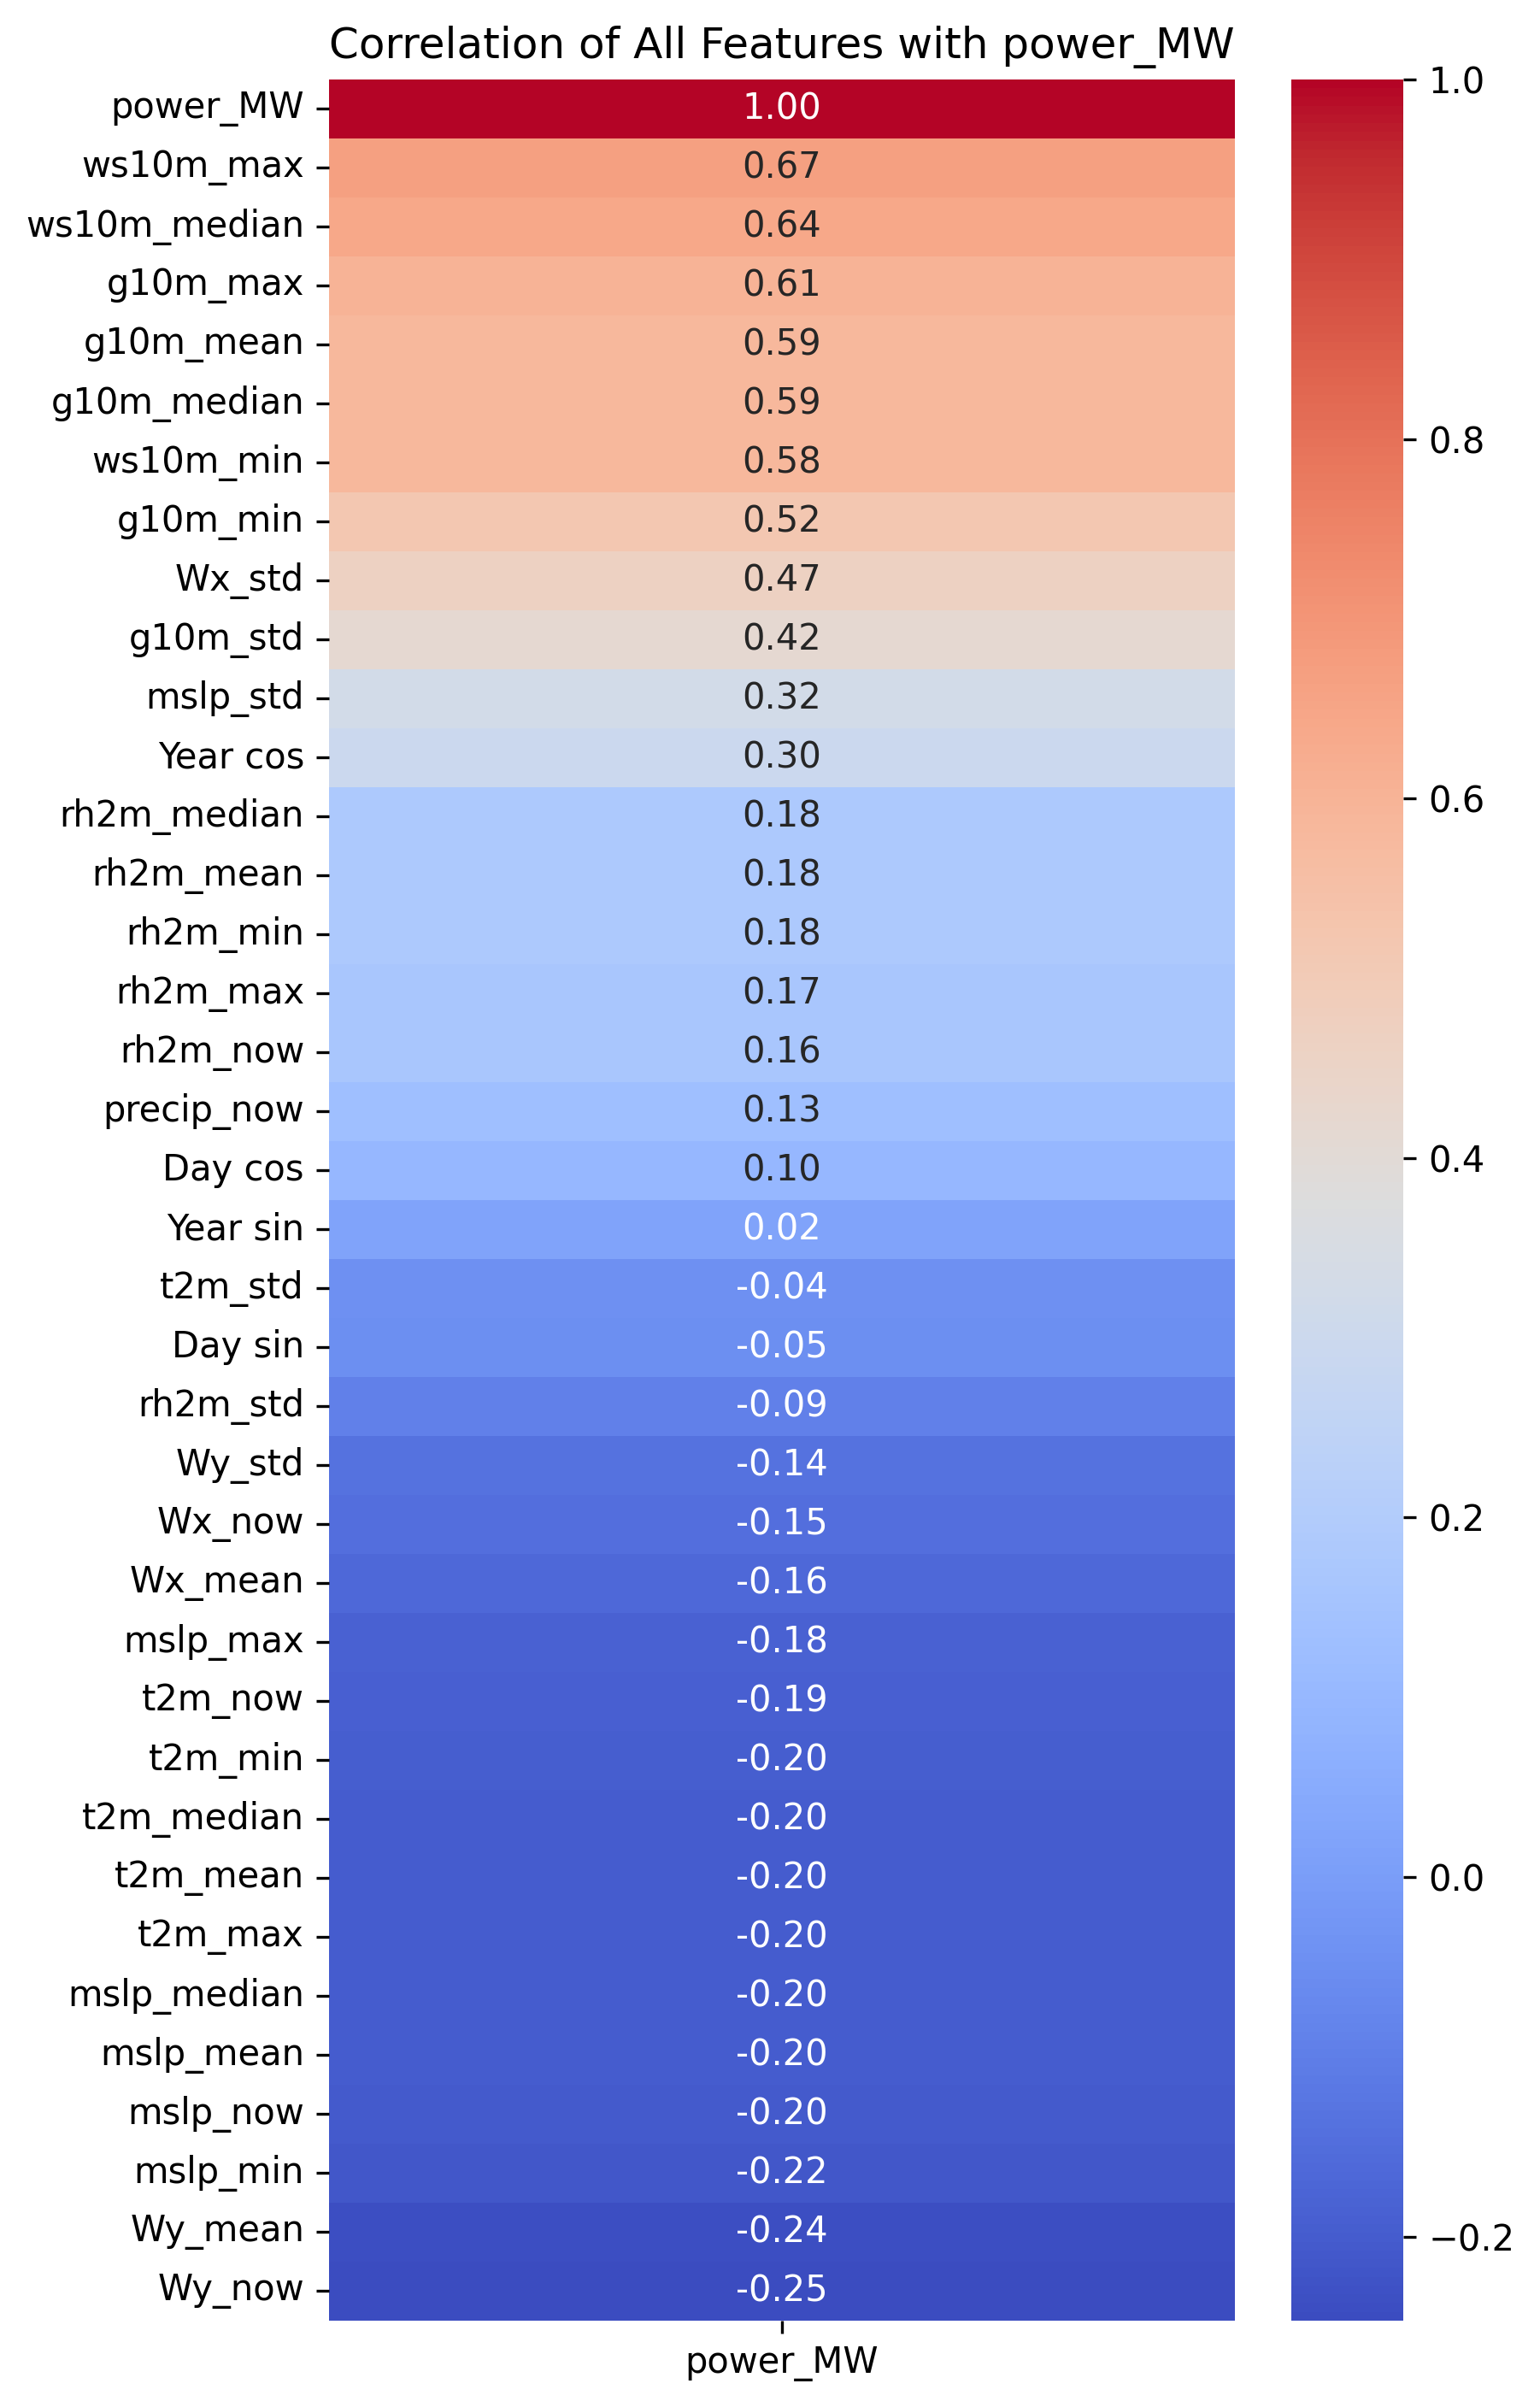 Correlation of All Features with power_MW
power_MW 1.00
ws10m_max 0.67
ws10m_median 0.64
g10m_max 0.61
g10m_mean 0.59
g10m_median 0.59
ws10m_min 0.58
g10m_min 0.52
Wx_std 0.47
g10m_std 0.42
mslp_std 0.32
Year cos 0.30
rh2m_median 0.18
rh2m_mean 0.18
rh2m_min 0.18
rh2m_max 0.17
rh2m_now 0.16
precip_now 0.13
Day cos 0.10
Year sin 0.02
t2m_std -0.04
Day sin -0.05
rh2m_std -0.09
Wy_std -0.14
Wx_now -0.15
Wx_mean -0.16
mslp_max -0.18
t2m_now -0.19
t2m_min -0.20
t2m_median -0.20
t2m_mean -0.20
t2m_max -0.20
mslp_median -0.20
mslp_mean -0.20
mslp_now -0.20
mslp_min -0.22
Wy_mean -0.24
Wy_now -0.25
power_MW
1.0
0.8
0.6
0.4
0.2
0.0
−0.2